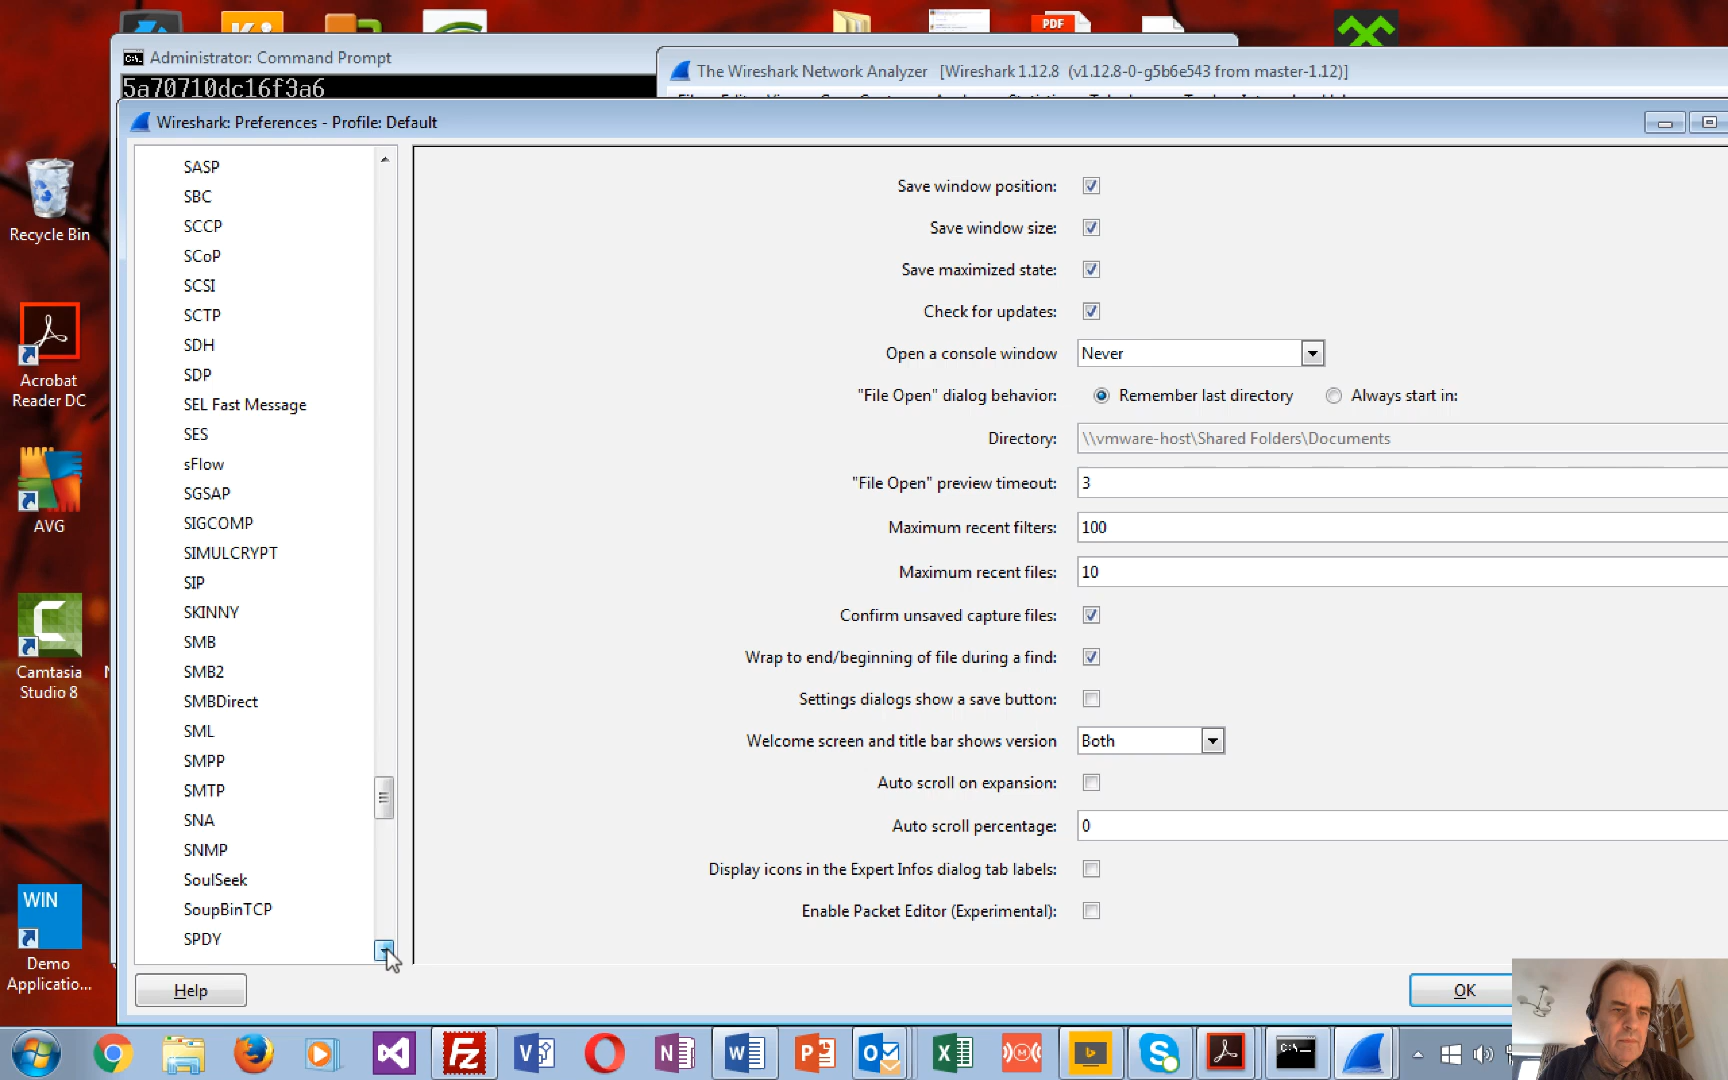 PDF
Administrator: Command Prompt
5a70710dc16f3a6
The Wireshark Network Analyzer [Wireshark 1.12.8 (v1.12.8-0-g5b6e543 from master-1.12)]
Wireshark: Preferences - Profile: Default
SASP
SBC
SCCP
SCoP
SCSI
SCTP
SDH
SDP
SEL Fast Message
SES
sFlow
SGSAP
SIGCOMP
SIMULCRYPT
SIP
SKINNY
SMB
SMB2
SMBDirect
SML
SMPP
SMTP
SNA
SNMP
SoulSeek
SoupBinTCP
SPDY
Save window position:
Save window size:
Save maximized state:
Check for updates:
Open a console window Never
"File Open" dialog behavior: Remember last directory Always start in:
Directory: \\vmware-host\Shared Folders\Documents
"File Open" preview timeout: 3
Maximum recent filters: 100
Maximum recent files: 10
Confirm unsaved capture files:
Wrap to end/beginning of file during a find:
Settings dialogs show a save button:
Welcome screen and title bar shows version Both
Auto scroll on expansion:
Auto scroll percentage: 0
Display icons in the Expert Infos dialog tab labels:
Enable Packet Editor (Experimental):
Help
OK
Recycle Bin
Acrobat
Reader DC
AVG
Camtasia
Studio 8
WIN
Demo
Applicatio...